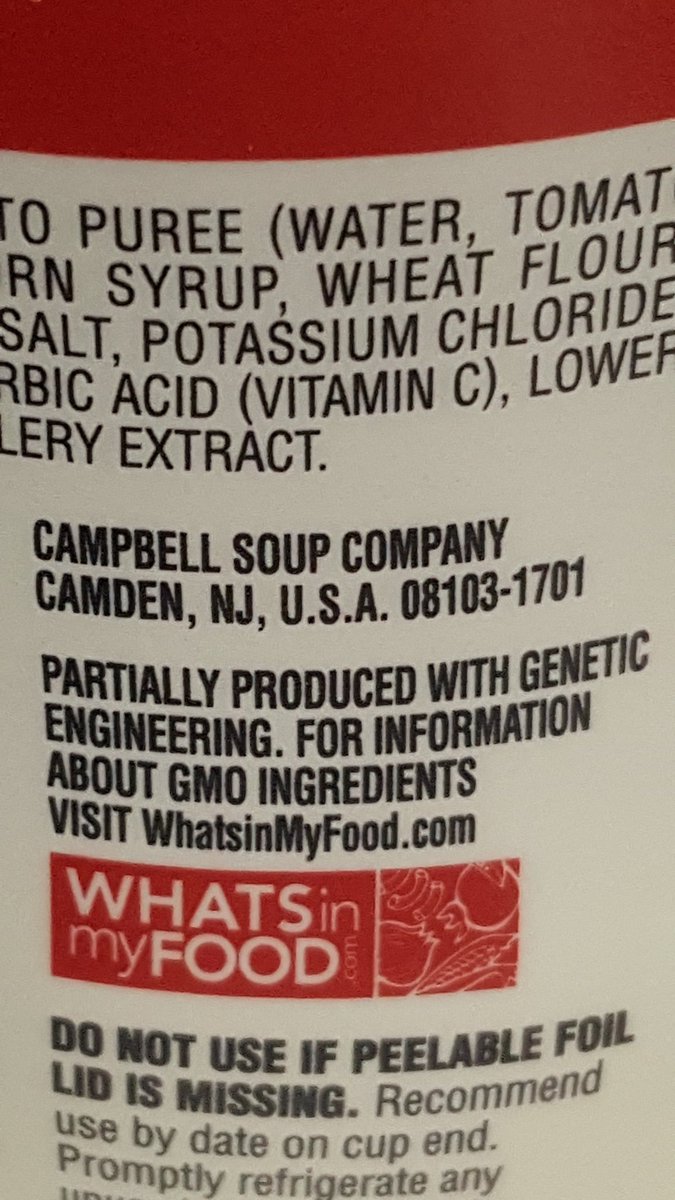 TO PUREE (WATER, TOMATO
RN SYRUP, WHEAT FLOUR
SALT, POTASSIUM CHLORIDE
RBIC ACID (VITAMIN C), LOWER
LERY EXTRACT.
CAMPBELL SOUP COMPANY
CAMDEN, NJ, U.S.A. 08103-1701
PARTIALLY PRODUCED WITH GENETIC
ENGINEERING. FOR INFORMATION
ABOUT GMO INGREDIENTS
VISIT WhatsinMyFood.com
WHATSin
myFOOD.com
DO NOT USE IF PEELABLE FOIL
LID IS MISSING. Recommend
use by date on cup end.
Promptly refrigerate any